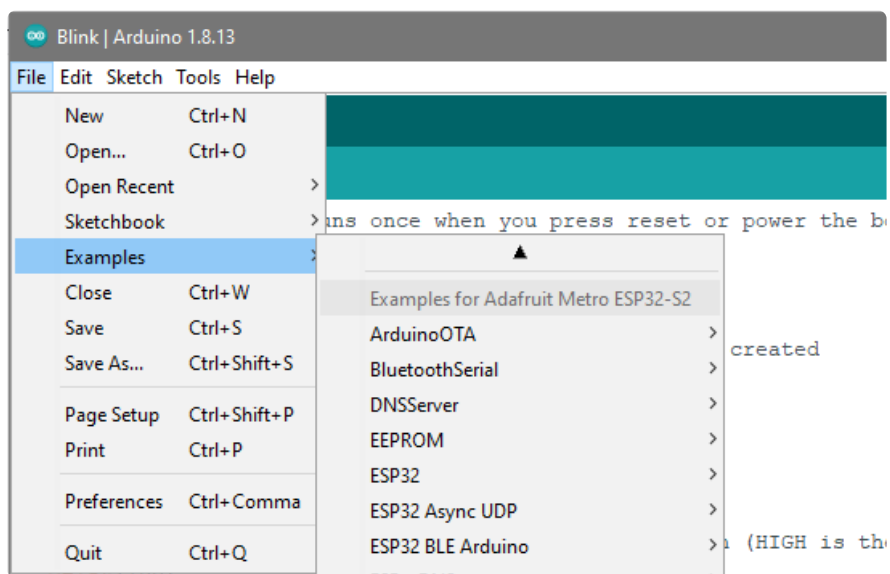 Blink | Arduino 1.8.13
File Edit Sketch Tools Help
New Ctrl+N
Open... Ctrl+O
Open Recent
Sketchbook
Examples
Close Ctrl+W
Save Ctrl+S
Save As... Ctrl+Shift+S
Page Setup Ctrl+Shift+P
Print Ctrl+P
Preferences Ctrl+Comma
Quit Ctrl+Q
once when you press reset or power the
Examples for Adafruit Metro ESP32-S2
ArduinoOTA
BluetoothSerial
DNSServer
EEPROM
ESP32
ESP32 Async UDP
ESP32 BLE Arduino
created
(HIGH is